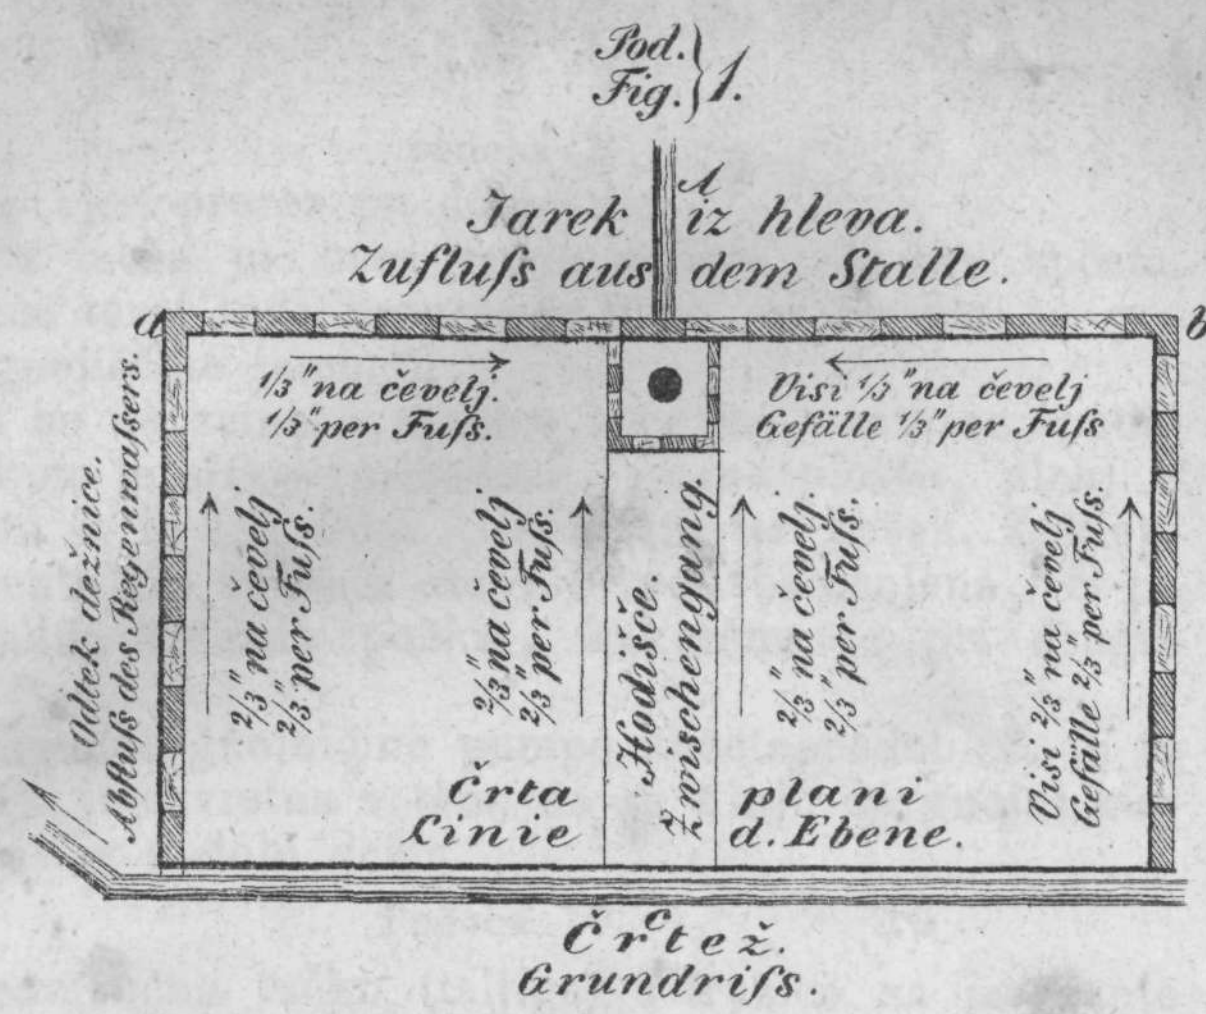 Pod.
Fig. } 1.
A
Jarek iz hleva.
Zufluſs aus dem Stalle.
a
b
1/3" na čevelj.
1/3" per Fuſs.
Visi 1/3" na čevelj
Gefälle 1/3" per Fuſs
Odtek dežnice.
Abfluſs des Regenwaſsers.
2/3" na čevelj
2/3" per Fuſs.
2/3" na čevelj
2/3" per Fuſs.
Hodišče.
Zwischengang.
2/3" na čevelj.
2/3" per Fuſs.
Visi 2/3" na čevelj
Gefälle 2/3" per Fuſs.
Črta plani
Linie d. Ebene.
c
Črtež.
Grundriſs.